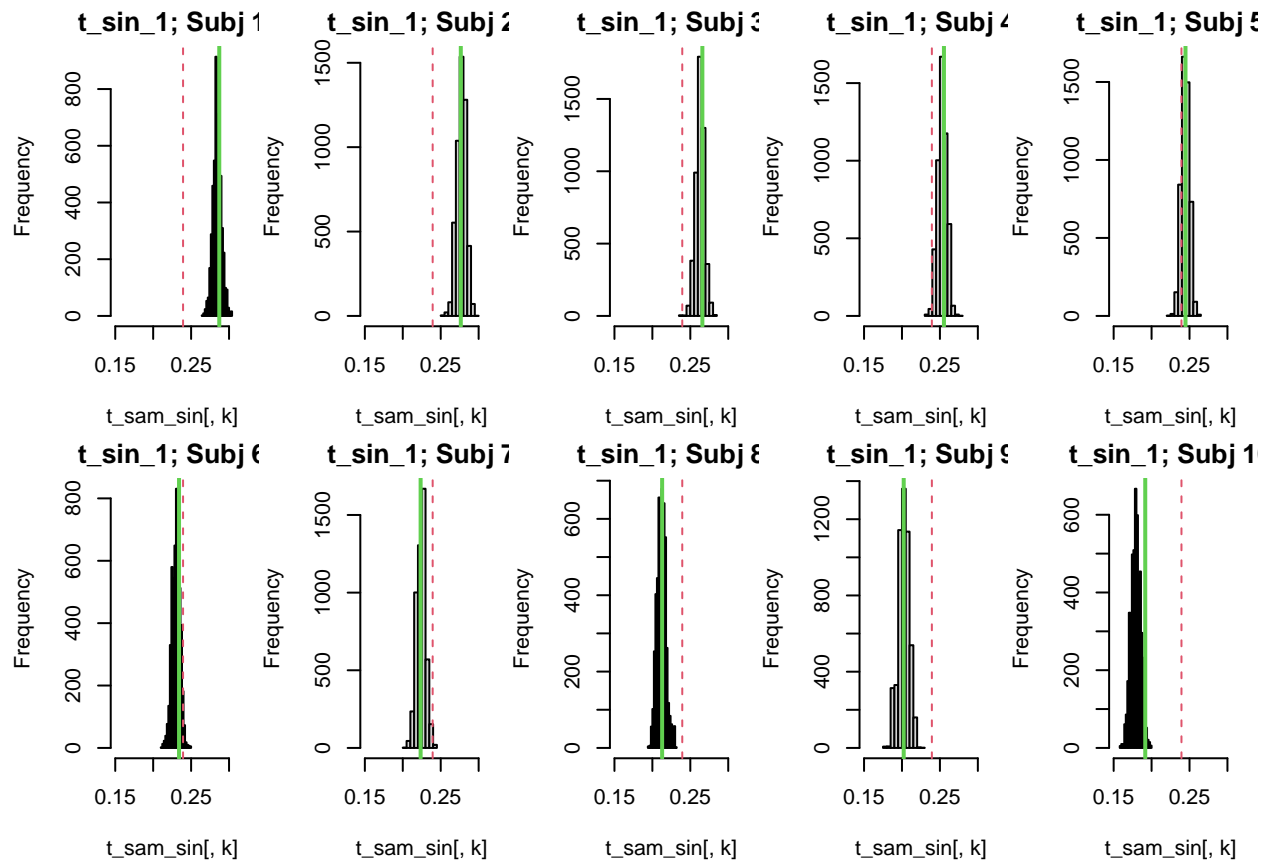 t_sin_1; Subj 1
Frequency
0 200 400 600 800
0.15 0.25
t_sam_sin[, k]
t_sin_1; Subj 2
Frequency
0 500 1000 1500
0.15 0.25
t_sam_sin[, k]
t_sin_1; Subj 3
Frequency
0 500 1000 1500
0.15 0.25
t_sam_sin[, k]
t_sin_1; Subj 4
Frequency
0 500 1000 1500
0.15 0.25
t_sam_sin[, k]
t_sin_1; Subj 5
Frequency
0 500 1000 1500
0.15 0.25
t_sam_sin[, k]
t_sin_1; Subj 6
Frequency
0 200 400 600 800
0.15 0.25
t_sam_sin[, k]
t_sin_1; Subj 7
Frequency
0 500 1000 1500
0.15 0.25
t_sam_sin[, k]
t_sin_1; Subj 8
Frequency
0 200 400 600
0.15 0.25
t_sam_sin[, k]
t_sin_1; Subj 9
Frequency
0 400 800 1200
0.15 0.25
t_sam_sin[, k]
t_sin_1; Subj 1
Frequency
0 200 400 600
0.15 0.25
t_sam_sin[, k]